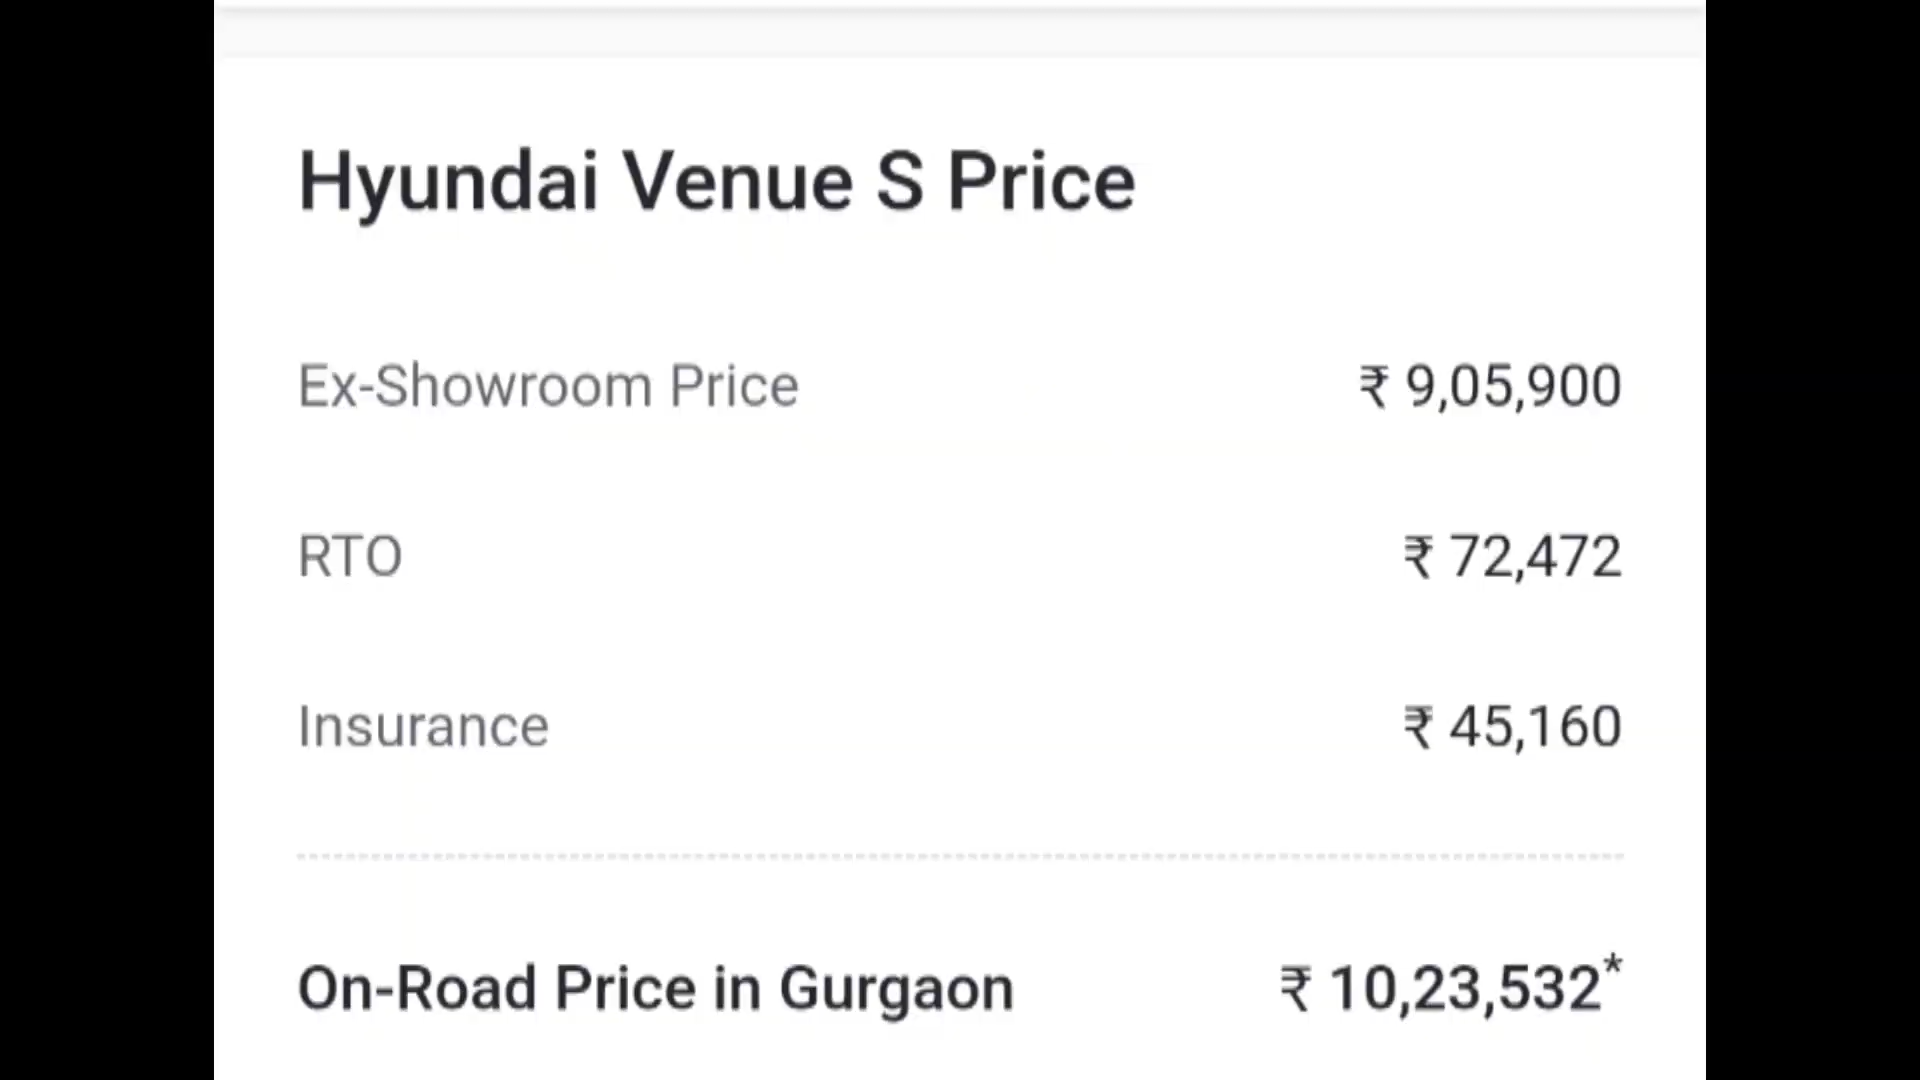 Hyundai Venue S Price
Ex-Showroom Price ₹ 9,05,900
RTO ₹ 72,472
Insurance ₹ 45,160
On-Road Price in Gurgaon ₹ 10,23,532*